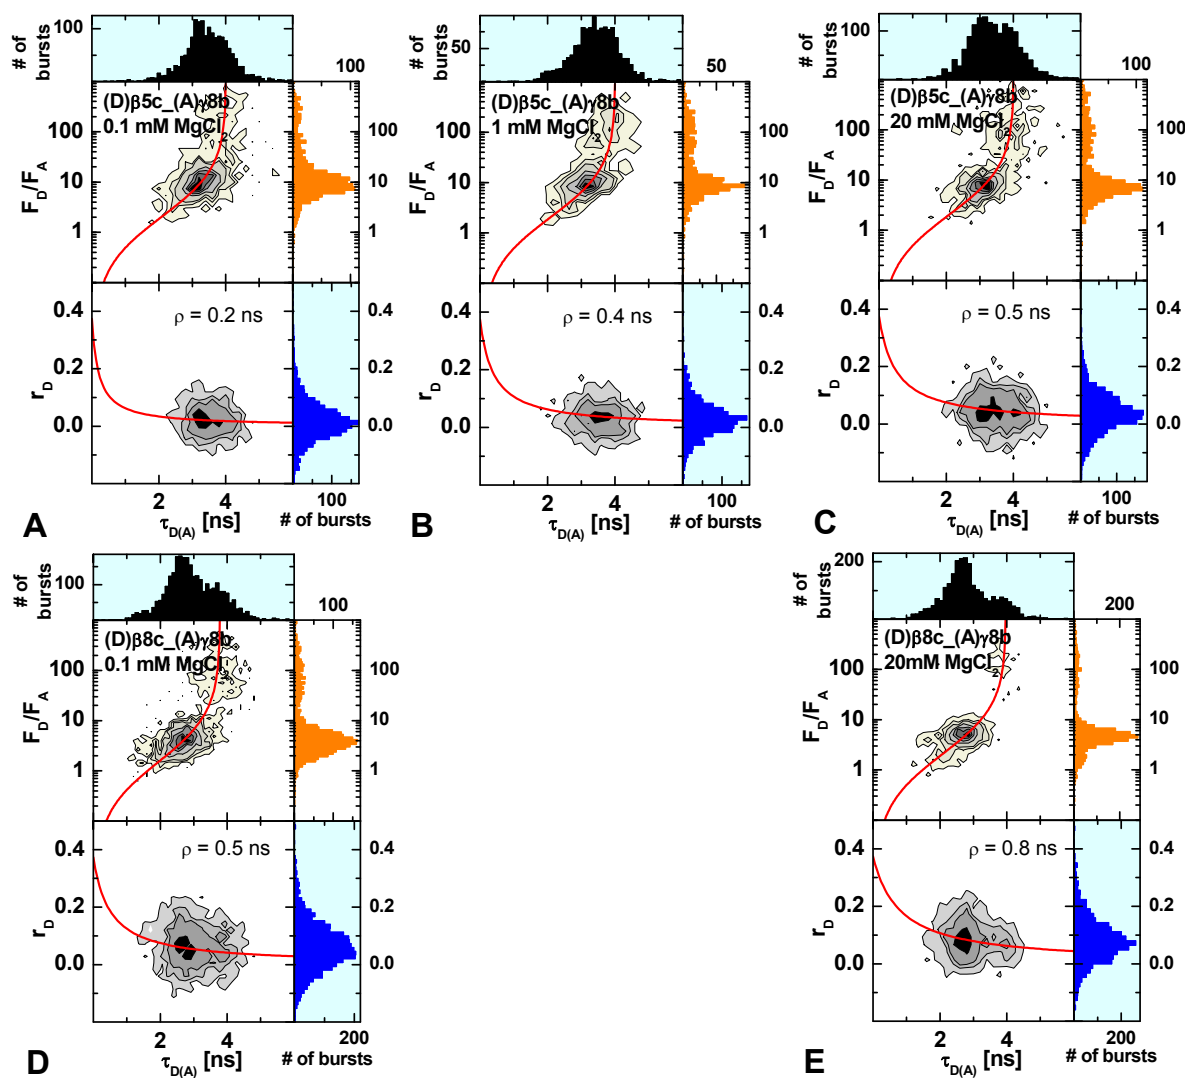 # of
bursts
100
100
(D)β5c_(A)γ8b
0.1 mM MgCl2
F_D/F_A
100
10
1
100
10
1
ρ = 0.2 ns
r_D
0.4
0.2
0.0
0.4
0.2
0.0
2
4
100
A
τ_D(A) [ns]
# of bursts
# of
bursts
50
50
(D)β5c_(A)γ8b
1 mM MgCl2
F_D/F_A
100
10
1
100
10
1
ρ = 0.4 ns
r_D
0.4
0.2
0.0
0.4
0.2
0.0
2
4
100
B
τ_D(A) [ns]
# of bursts
# of
bursts
100
100
(D)β5c_(A)γ8b
20 mM MgCl2
F_D/F_A
100
10
1
100
10
1
ρ = 0.5 ns
r_D
0.4
0.2
0.0
0.4
0.2
0.0
2
4
100
C
τ_D(A) [ns]
# of bursts
# of
bursts
100
100
(D)β8c_(A)γ8b
0.1 mM MgCl2
F_D/F_A
100
10
1
100
10
1
ρ = 0.5 ns
r_D
0.4
0.2
0.0
0.4
0.2
0.0
2
4
200
D
τ_D(A) [ns]
# of bursts
# of
bursts
200
200
(D)β8c_(A)γ8b
20mM MgCl2
F_D/F_A
100
10
1
100
10
1
ρ = 0.8 ns
r_D
0.4
0.2
0.0
0.4
0.2
0.0
2
4
200
E
τ_D(A) [ns]
# of bursts